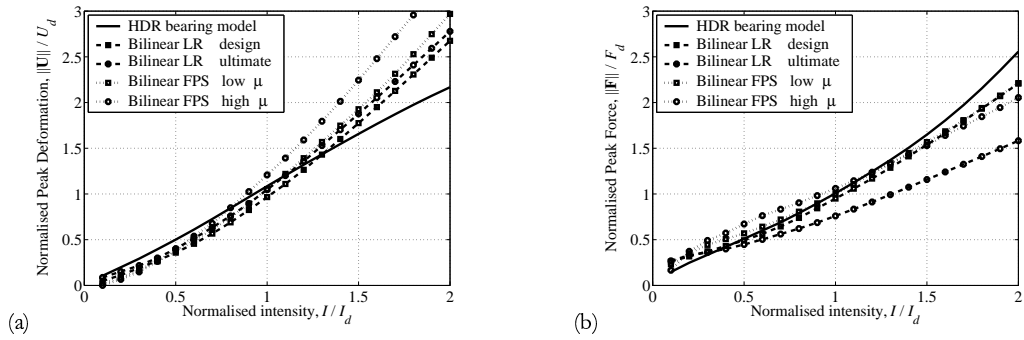 3
2.5
2
1.5
1
0.5
0
Normalised Peak Deformation, ||U|| / U_d
HDR bearing model
Bilinear LR design
Bilinear LR ultimate
Bilinear FPS low μ
Bilinear FPS high μ
0 0.5 1 1.5 2
Normalised intensity, I / I_d
(a)
3
2.5
2
1.5
1
0.5
0
Normalised Peak Force, ||F|| / F_d
HDR bearing model
Bilinear LR design
Bilinear LR ultimate
Bilinear FPS low μ
Bilinear FPS high μ
0 0.5 1 1.5 2
Normalised intensity, I / I_d
(b)